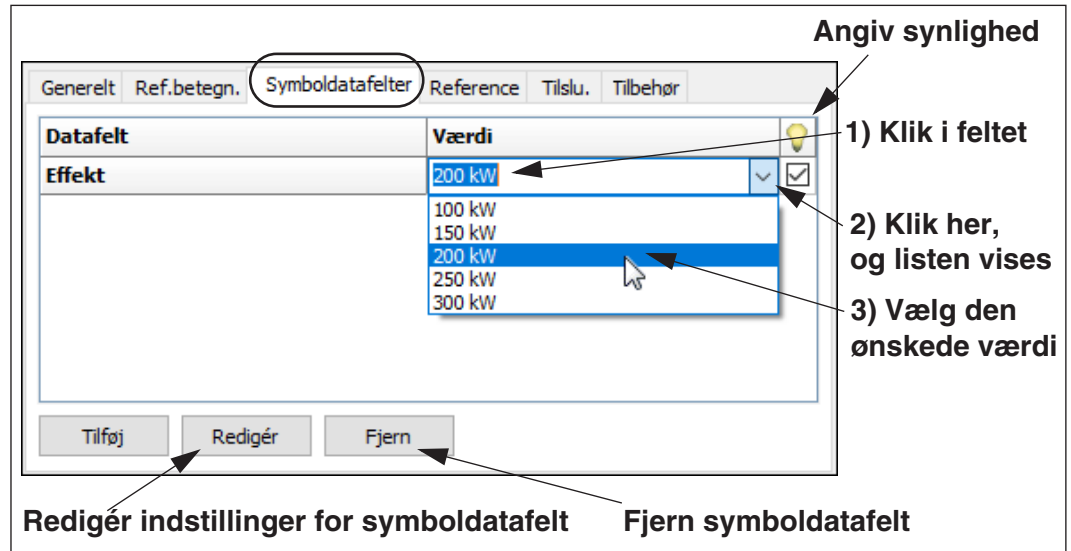 Angiv synlighed
Generelt Ref.betegn. Symboldatafelter Reference Tilslu. Tilbehør
Datafelt Værdi
1) Klik i feltet
Effekt 200 kW
100 kW
150 kW
200 kW
250 kW
300 kW
2) Klik her,
og listen vises
3) Vælg den
ønskede værdi
Tilføj Redigér Fjern
Redigér indstillinger for symboldatafelt Fjern symboldatafelt